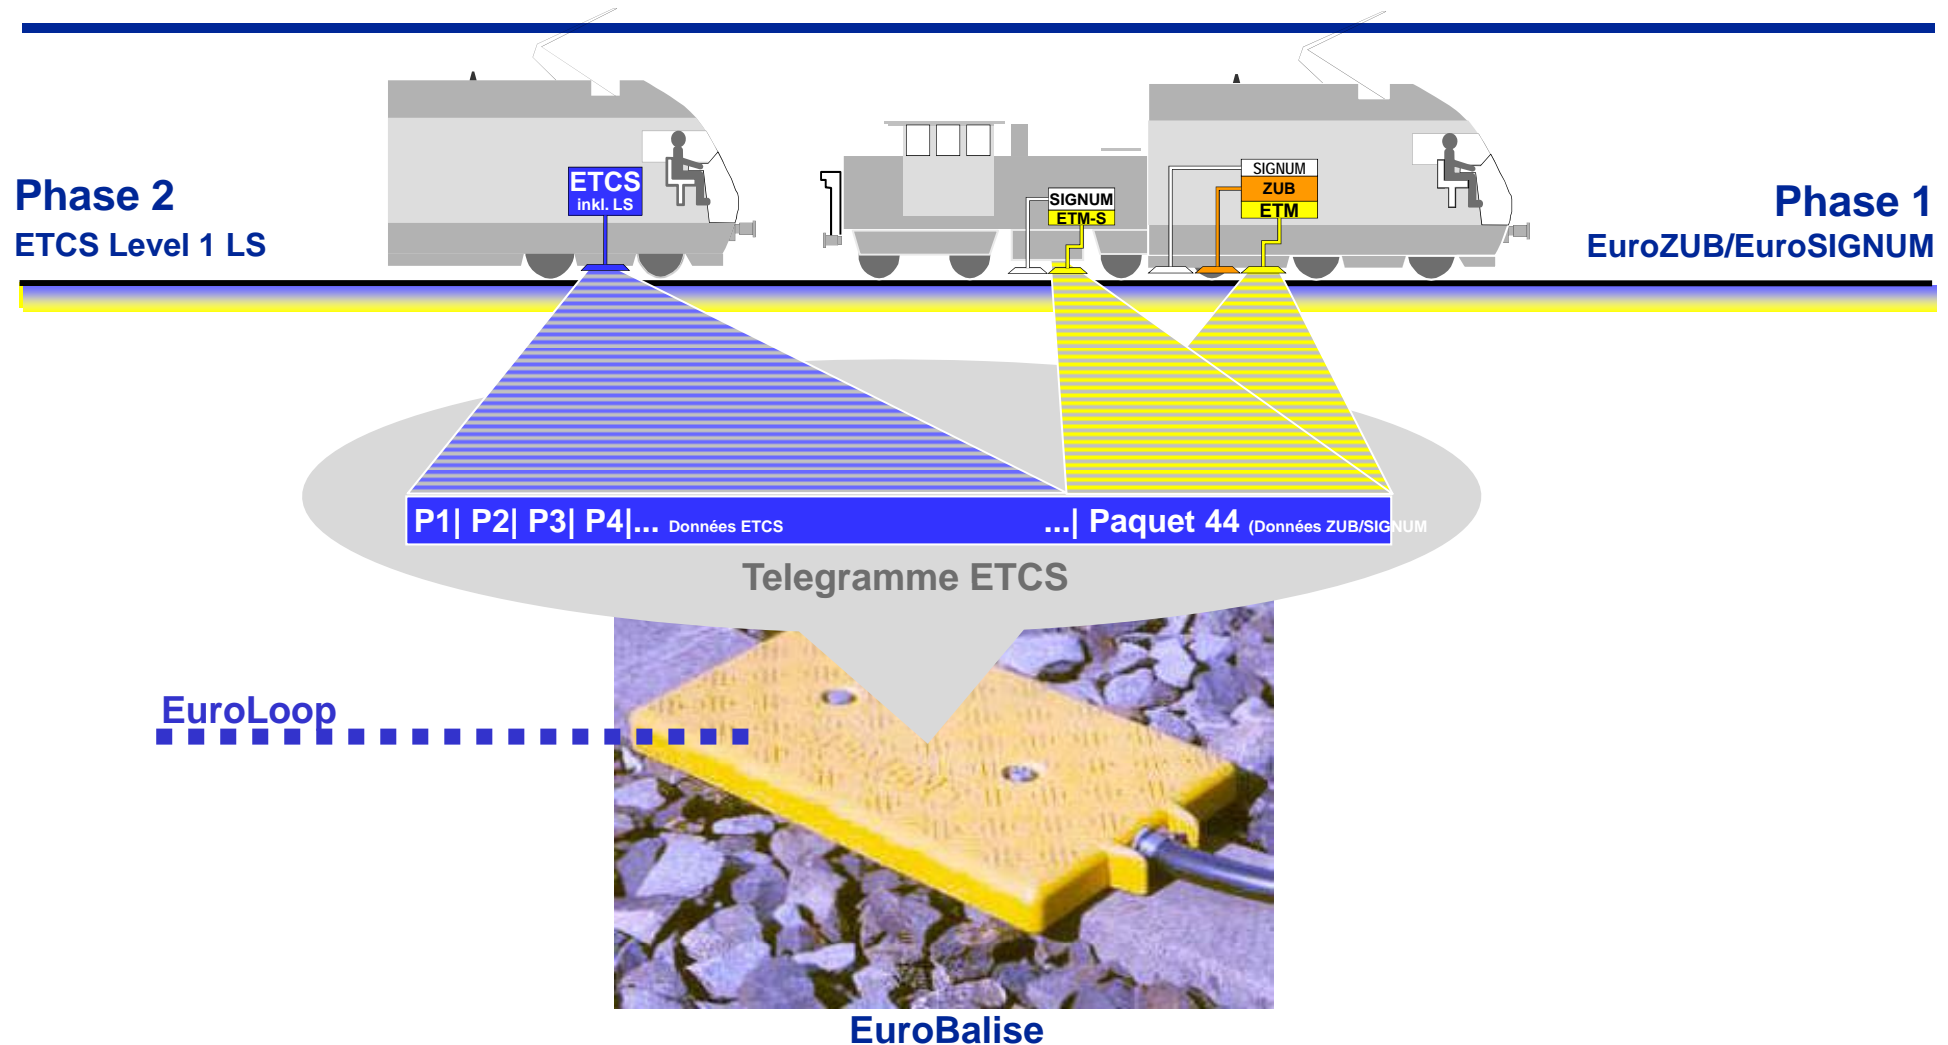 Phase 2
ETCS Level 1 LS
ETCS
inkl. LS
SIGNUM
ETM-S
SIGNUM
ZUB
ETM
Phase 1
EuroZUB/EuroSIGNUM
P1| P2| P3| P4|... Données ETCS ...| Paquet 44 (Données ZUB/SIGNUM
Telegramme ETCS
EuroLoop
EuroBalise